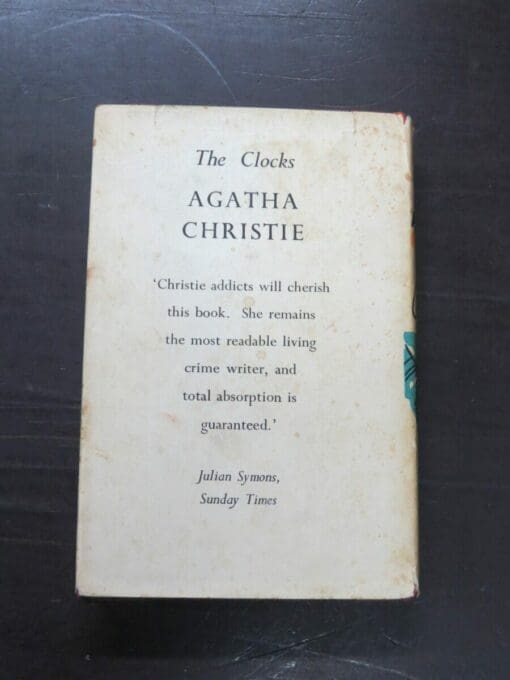 The Clocks
AGATHA
CHRISTIE
‘Christie addicts will cherish
this book. She remains
the most readable living
crime writer, and
total absorption is
guaranteed.’
Julian Symons,
Sunday Times